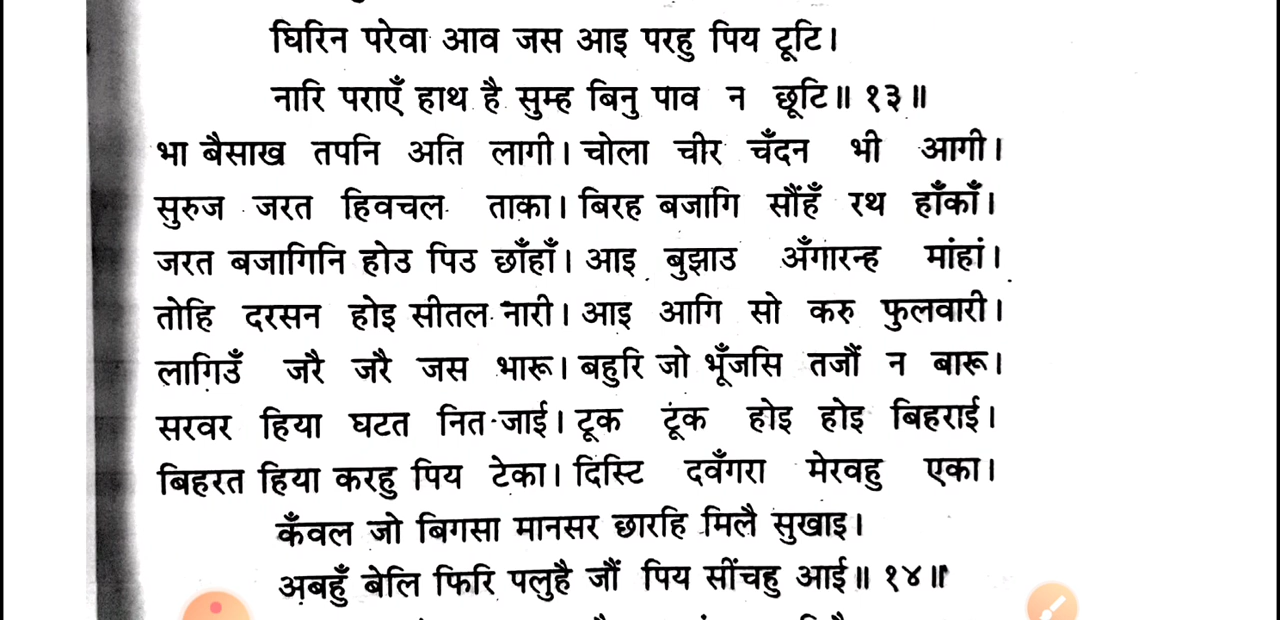 घिरिन परेवा आव जस आइ परहु पिय टूटि।
नारि पराएँ हाथ है सुम्ह बिनु पाव न छूटि॥ १३॥
भा बैसाख तपनि अति लागी। चोला चीर चँदन भी आगी।
सुरुज जरत हिवचल ताका। बिरह बजागि सौंहँ रथ हाँकाँ।
जरत बजागिनि होउ पिउ छाँहाँ। आइ बुझाउ अँगारन्ह मांहां।
तोहि दरसन होइ सीतल नारी। आइ आगि सो करु फुलवारी।
लागिउँ जरै जरै जस भारू। बहुरि जो भूँजसि तजौं न बारू।
सरवर हिया घटत नित जाई। टूक टूंक होइ होइ बिहराई।
बिहरत हिया करहु पिय टेका। दिस्टि दवँगरा मेरवहु एका।
कँवल जो बिगसा मानसर छारहि मिलै सुखाइ।
अबहुँ बेलि फिरि पलुहै जौं पिय सींचहु आई॥ १४॥